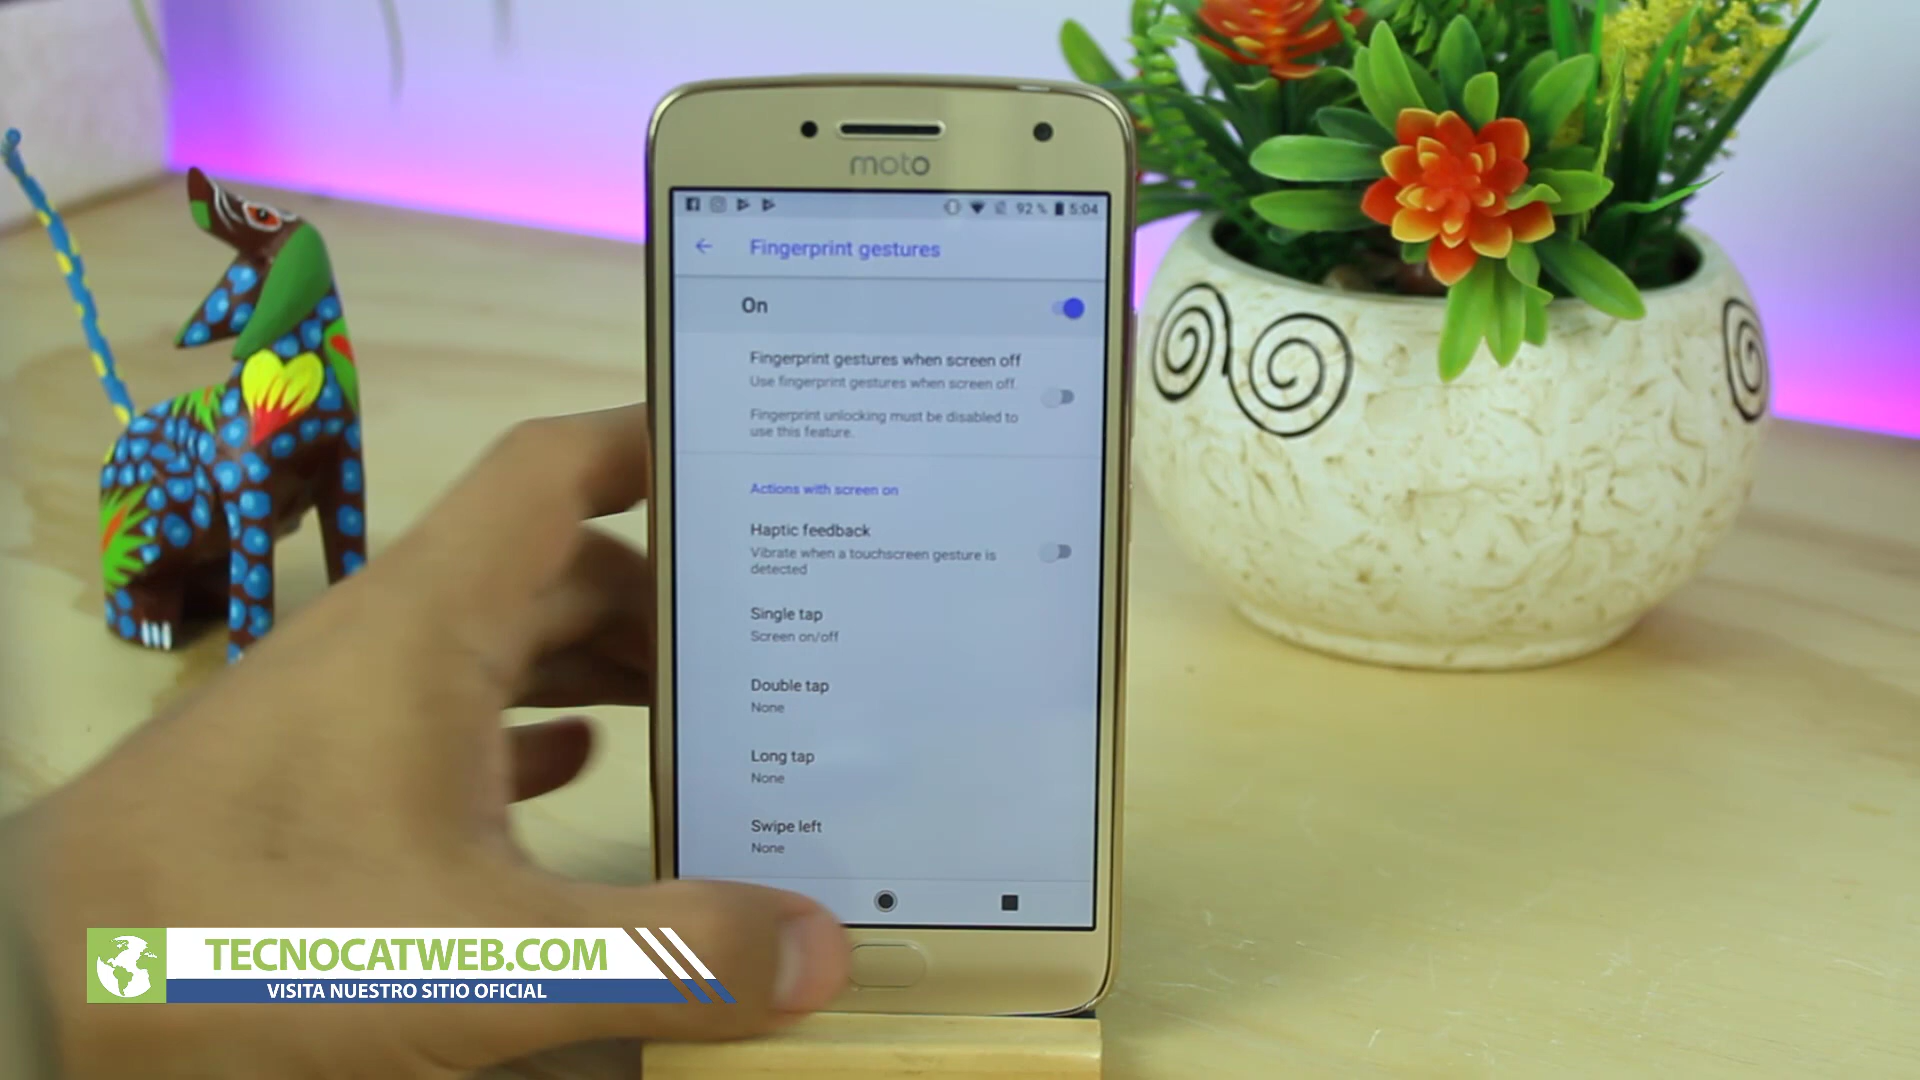 moto
92 % 5:04
Fingerprint gestures
On
Fingerprint gestures when screen off
Use fingerprint gestures when screen off.
Fingerprint unlocking must be disabled to
use this feature.
Actions with screen on
Haptic feedback
Vibrate when a touchscreen gesture is
detected
Single tap
Screen on/off
Double tap
None
Long tap
None
Swipe left
None
TECNOCATWEB.COM
VISITA NUESTRO SITIO OFICIAL